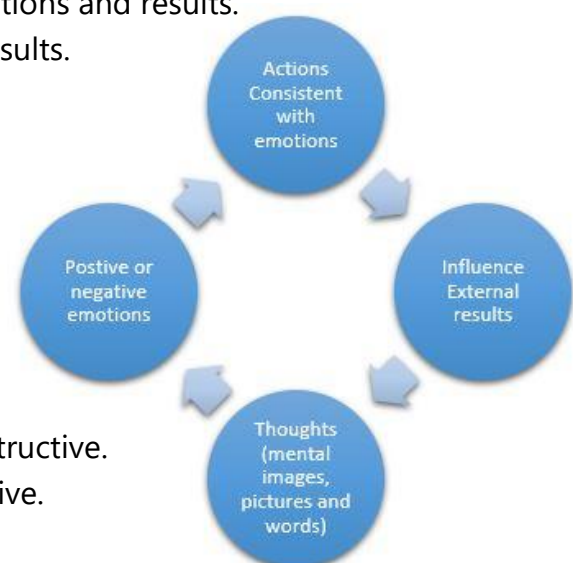 tions and results.
sults.
Actions
Consistent
with
emotions
Postive or
negative
emotions
Influence
External
results
tructive.
ive.
Thoughts
(mental
images,
pictures and
words)